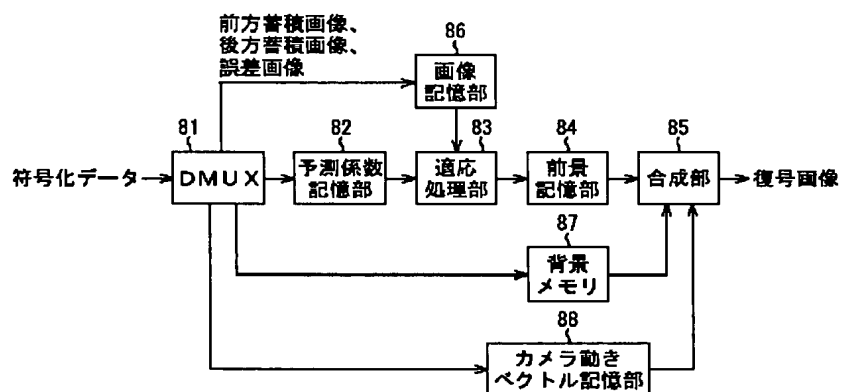 前方蓄積画像、
後方蓄積画像、
誤差画像
86
画像
記憶部
81
82
83
84
85
符号化データ
DMUX
予測係数
記憶部
適応
処理部
前景
記憶部
合成部
復号画像
87
背景
メモリ
88
カメラ動き
ベクトル記憶部